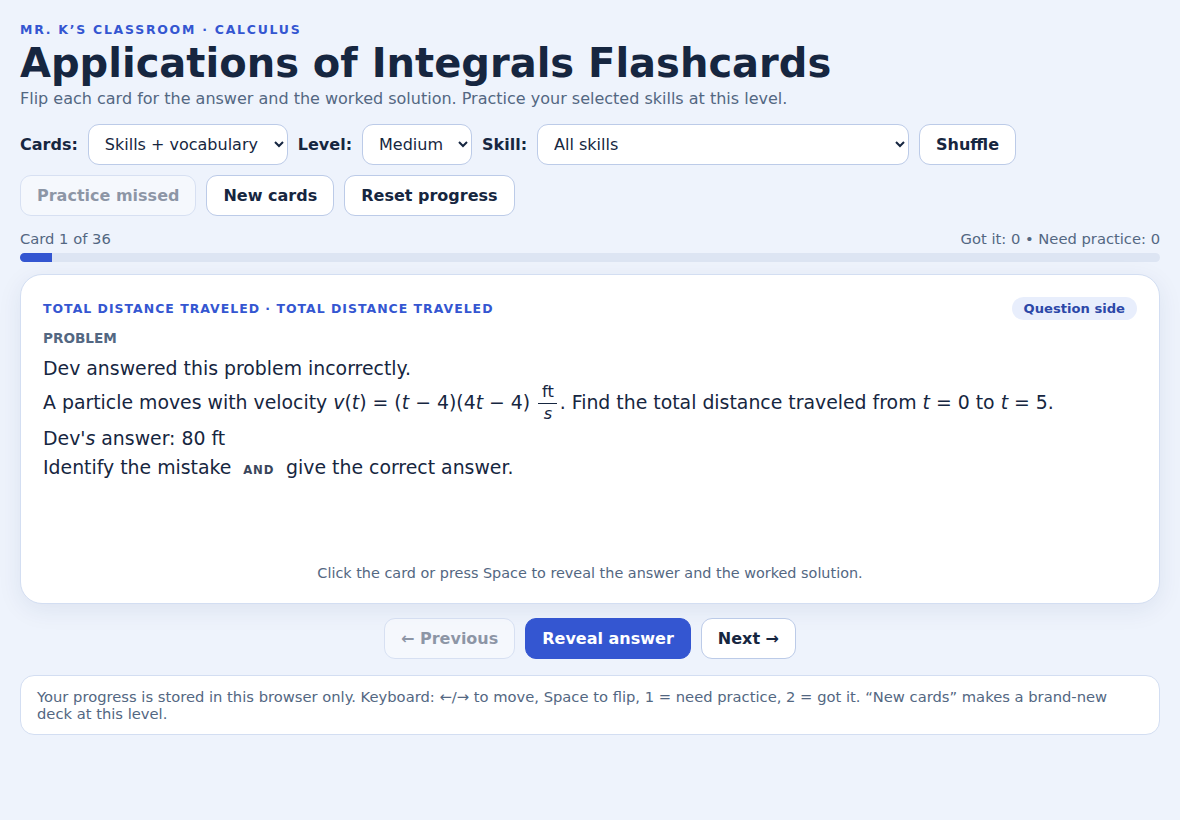 MR. K’S CLASSROOM · CALCULUS
Applications of Integrals Flashcards
Flip each card for the answer and the worked solution. Practice your selected skills at this level.
Cards: Skills + vocabulary Level: Medium Skill: All skills Shuffle
Practice missed New cards Reset progress
Card 1 of 36 Got it: 0 • Need practice: 0
TOTAL DISTANCE TRAVELED · TOTAL DISTANCE TRAVELED Question side
PROBLEM
Dev answered this problem incorrectly.
A particle moves with velocity v(t) = (t − 4)(4t − 4) ft/s. Find the total distance traveled from t = 0 to t = 5.
Dev's answer: 80 ft
Identify the mistake AND give the correct answer.
Click the card or press Space to reveal the answer and the worked solution.
← Previous Reveal answer Next →
Your progress is stored in this browser only. Keyboard: ←/→ to move, Space to flip, 1 = need practice, 2 = got it. “New cards” makes a brand-new
deck at this level.